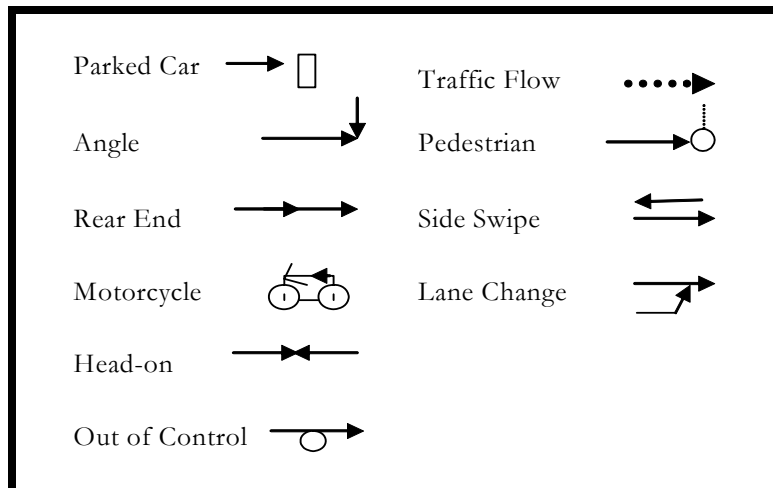 Parked Car
Angle
Rear End
Motorcycle
Head-on
Out of Control
Traffic Flow
Pedestrian
Side Swipe
Lane Change